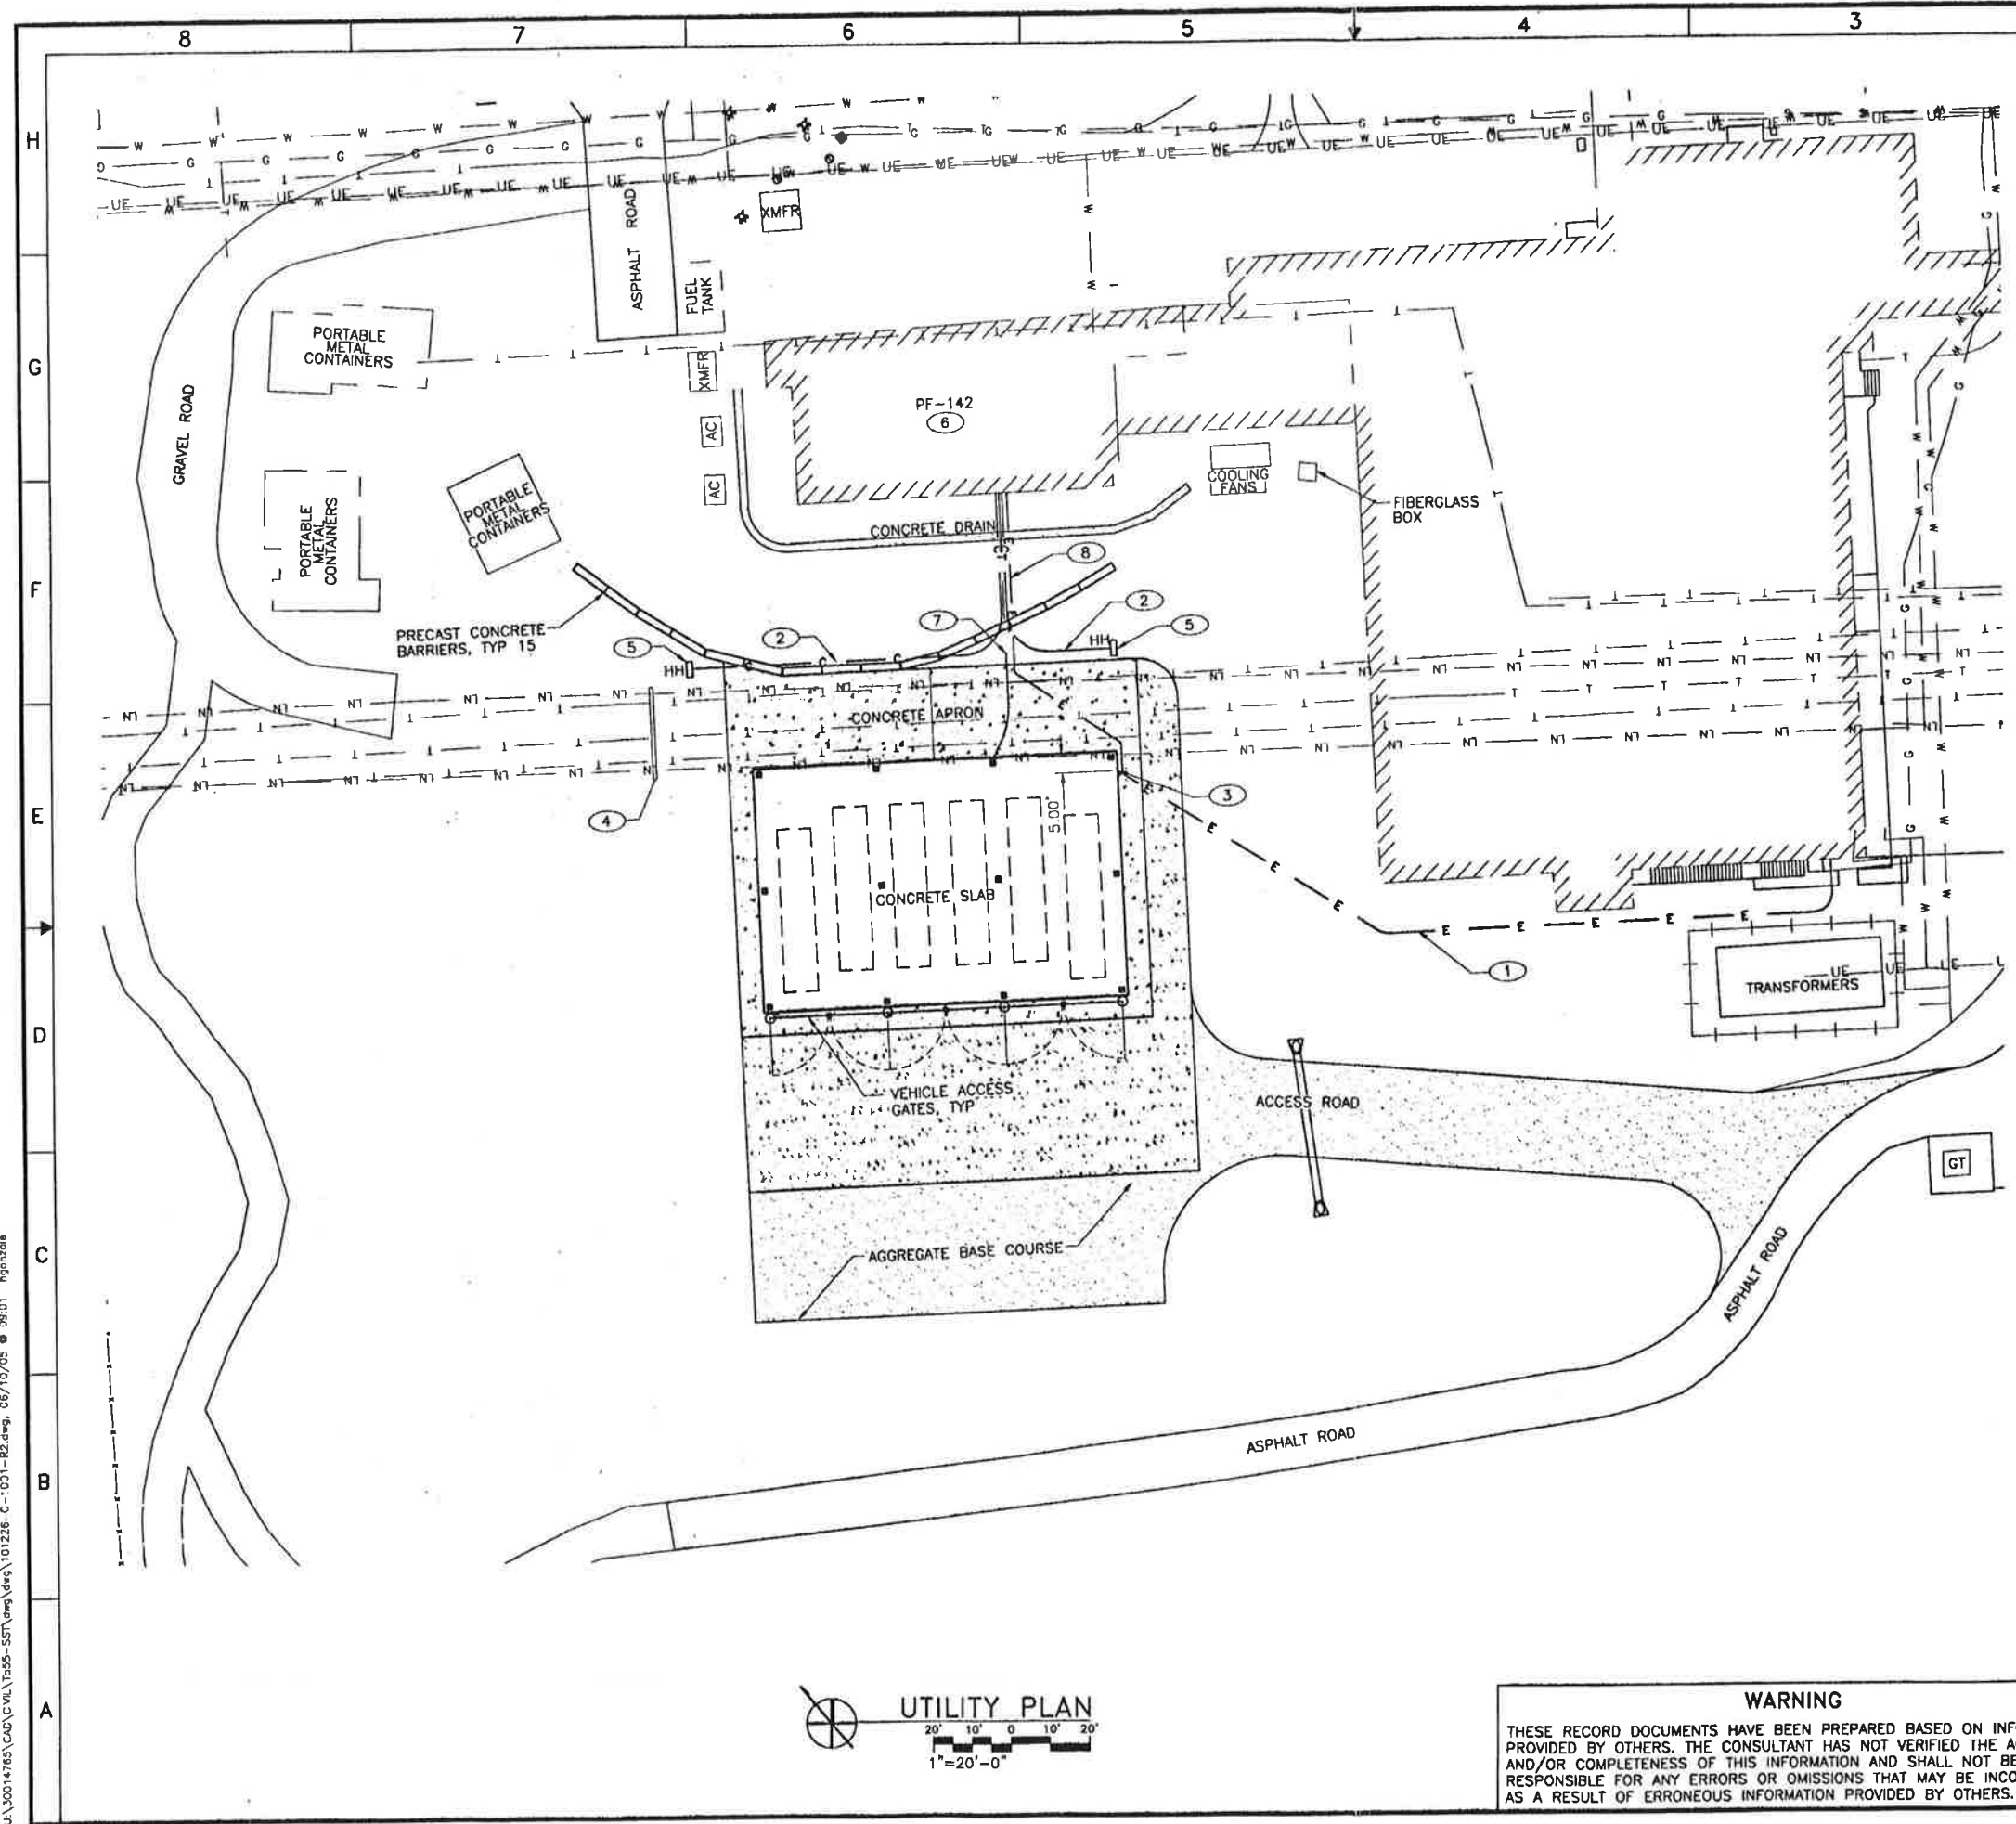 8
7
6
5
4
3
H
G
F
E
D
C
B
A
W
G
T
UE
XMFR
ASPHALT ROAD
FUEL
TANK
PORTABLE
METAL
CONTAINERS
GRAVEL ROAD
XMFR
AC
AC
PF-142
6
COOLING
FANS
FIBERGLASS
BOX
PORTABLE
METAL
CONTAINERS
PORTABLE
METAL
CONTAINERS
CONCRETE DRAIN
8
PRECAST CONCRETE
BARRIERS, TYP 15
5
HH
2
7
2
HH
5
CONCRETE APRON
4
3
5.00
CONCRETE SLAB
E
E
E
E
E
E
E
E
1
UE
TRANSFORMERS
VEHICLE ACCESS
GATES, TYP
ACCESS ROAD
GT
AGGREGATE BASE COURSE
ASPHALT ROAD
ASPHALT ROAD
UTILITY PLAN
20' 10' 0 10' 20'
1"=20'-0"
WARNING
THESE RECORD DOCUMENTS HAVE BEEN PREPARED BASED ON INF
PROVIDED BY OTHERS. THE CONSULTANT HAS NOT VERIFIED THE A
AND/OR COMPLETENESS OF THIS INFORMATION AND SHALL NOT BE
RESPONSIBLE FOR ANY ERRORS OR OMISSIONS THAT MAY BE INCO
AS A RESULT OF ERRONEOUS INFORMATION PROVIDED BY OTHERS.